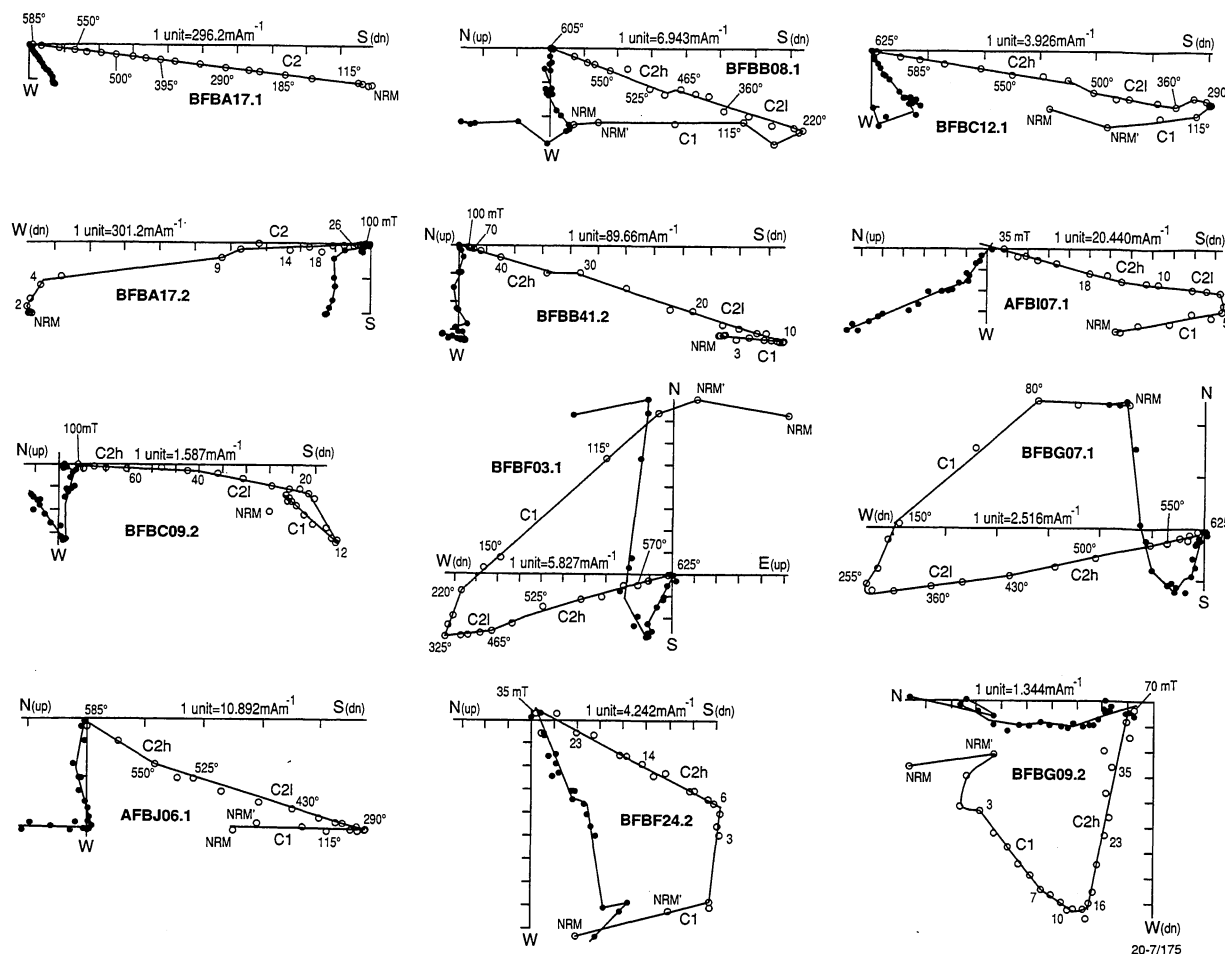 585°
550°
1 unit=296.2mAm⁻¹
S (dn)
C2
500°
395°
290°
185°
115°
NRM
W
BFBA17.1
N(up)
605°
1 unit=6.943mAm⁻¹
S(dn)
C2h
550°
525°
465°
BFBB08.1
360°
C2l
220°
NRM
NRM'
C1
115°
W
625°
1 unit=3.926mAm⁻¹
S(dn)
585°
C2h
550°
500°
C2l
360°
290°
NRM
NRM'
C1
115°
W
BFBC12.1
W(dn)
1 unit=301.2mAm⁻¹
C2
26
100 mT
14
18
9
4
2
NRM
BFBA17.2
S
N(up)
100 mT
70
1 unit=89.66mAm⁻¹
S(dn)
40
C2h
30
20
C2l
BFBB41.2
10
NRM
3
C1
W
N(up)
35 mT
1 unit=20.440mAm⁻¹
S(dn)
C2h
18
10
C2l
AFBI07.1
5
NRM
C1
W
N(up)
100mT
C2h
1 unit=1.587mAm⁻¹
S(dn)
60
40
C2l
20
NRM
C1
12
BFBC09.2
W
N
NRM'
NRM
BFBF03.1
115°
C1
150°
W(dn)
1 unit=5.827mAm⁻¹
570°
625°
E(up)
220°
525°
C2h
C2l
325°
465°
S
N
80°
NRM
BFBG07.1
C1
W(dn)
150°
1 unit=2.516mAm⁻¹
550°
625°
500°
C2h
255°
C2l
360°
430°
S
N(up)
585°
1 unit=10.892mAm⁻¹
S(dn)
C2h
550°
525°
C2l
430°
AFBJ06.1
NRM'
290°
NRM
C1
115°
W
35 mT
N(up)
1 unit=4.242mAm⁻¹
S(dn)
23
14
C2h
6
3
BFBF24.2
NRM
NRM'
C1
W
N
1 unit=1.344mAm⁻¹
70 mT
NRM'
NRM
BFBG09.2
35
3
C2h
C1
23
7
10
16
W(dn)
20-7/175